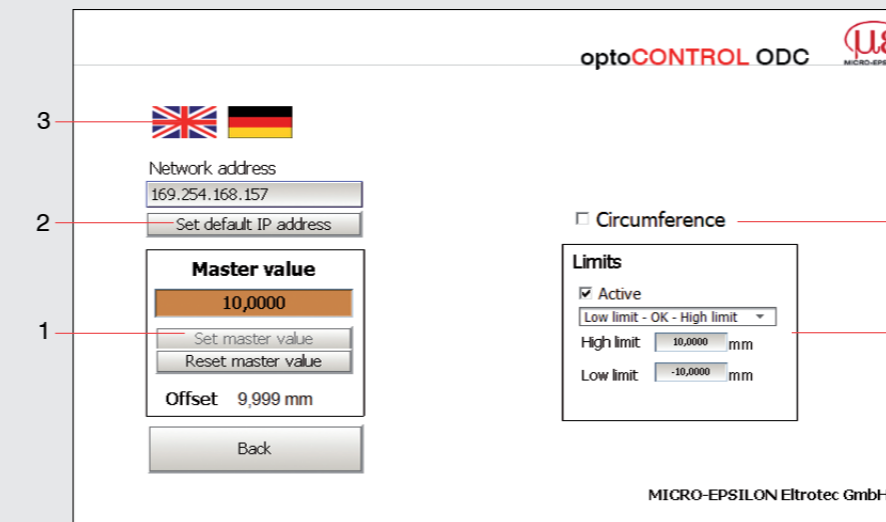 optoCONTROL ODC
MICRO-EPS
3
Network address
169.254.168.157
2
Set default IP address
Circumference
Master value
10,0000
1
Set master value
Reset master value
Offset 9,999 mm
Back
Limits
Active
Low limit - OK - High limit
High limit 10,0000 mm
Low limit -10,0000 mm
MICRO-EPSILON Eltrotec GmbH